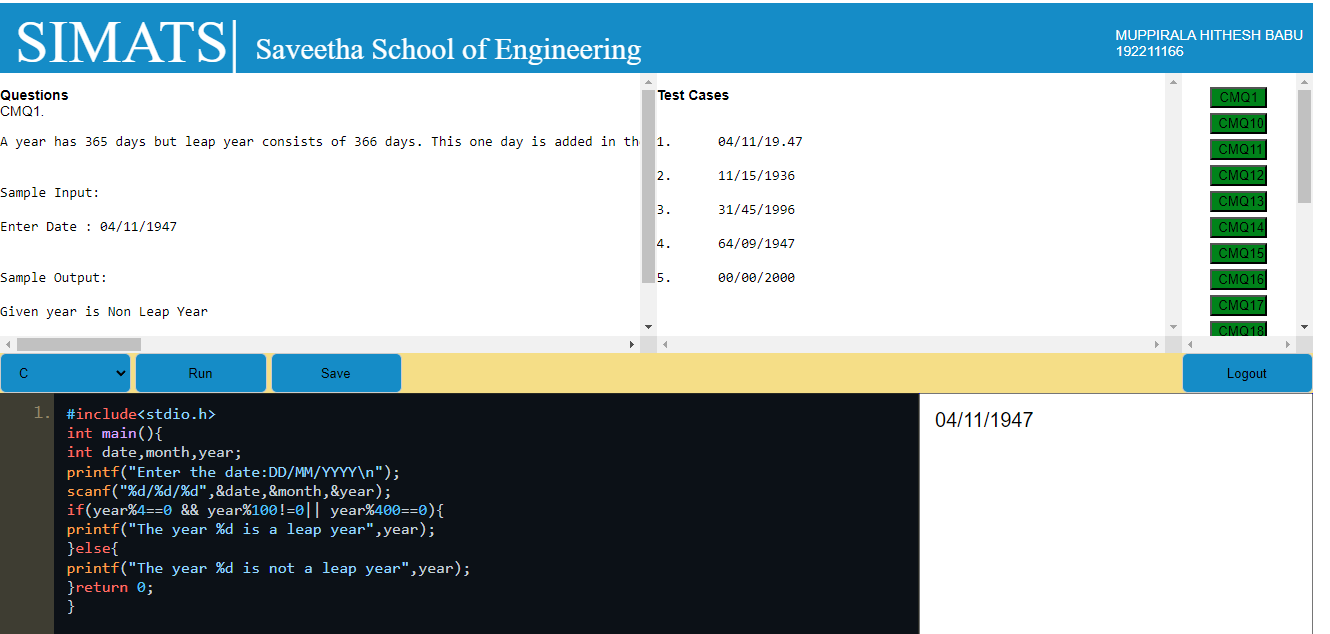 SIMATS| Saveetha School of Engineering
MUPPIRALA HITHESH BABU
192211166
Questions
CMQ1.
A year has 365 days but leap year consists of 366 days. This one day is added in th
Sample Input:
Enter Date : 04/11/1947
Sample Output:
Given year is Non Leap Year
Test Cases
1. 04/11/19.47
2. 11/15/1936
3. 31/45/1996
4. 64/09/1947
5. 00/00/2000
CMQ1
CMQ10
CMQ11
CMQ12
CMQ13
CMQ14
CMQ15
CMQ16
CMQ17
CMQ18
C Run Save Logout
1. #include<stdio.h>
int main(){
int date,month,year;
printf("Enter the date:DD/MM/YYYY\n");
scanf("%d/%d/%d",&date,&month,&year);
if(year%4==0 && year%100!=0|| year%400==0){
printf("The year %d is a leap year",year);
}else{
printf("The year %d is not a leap year",year);
}return 0;
}
04/11/1947